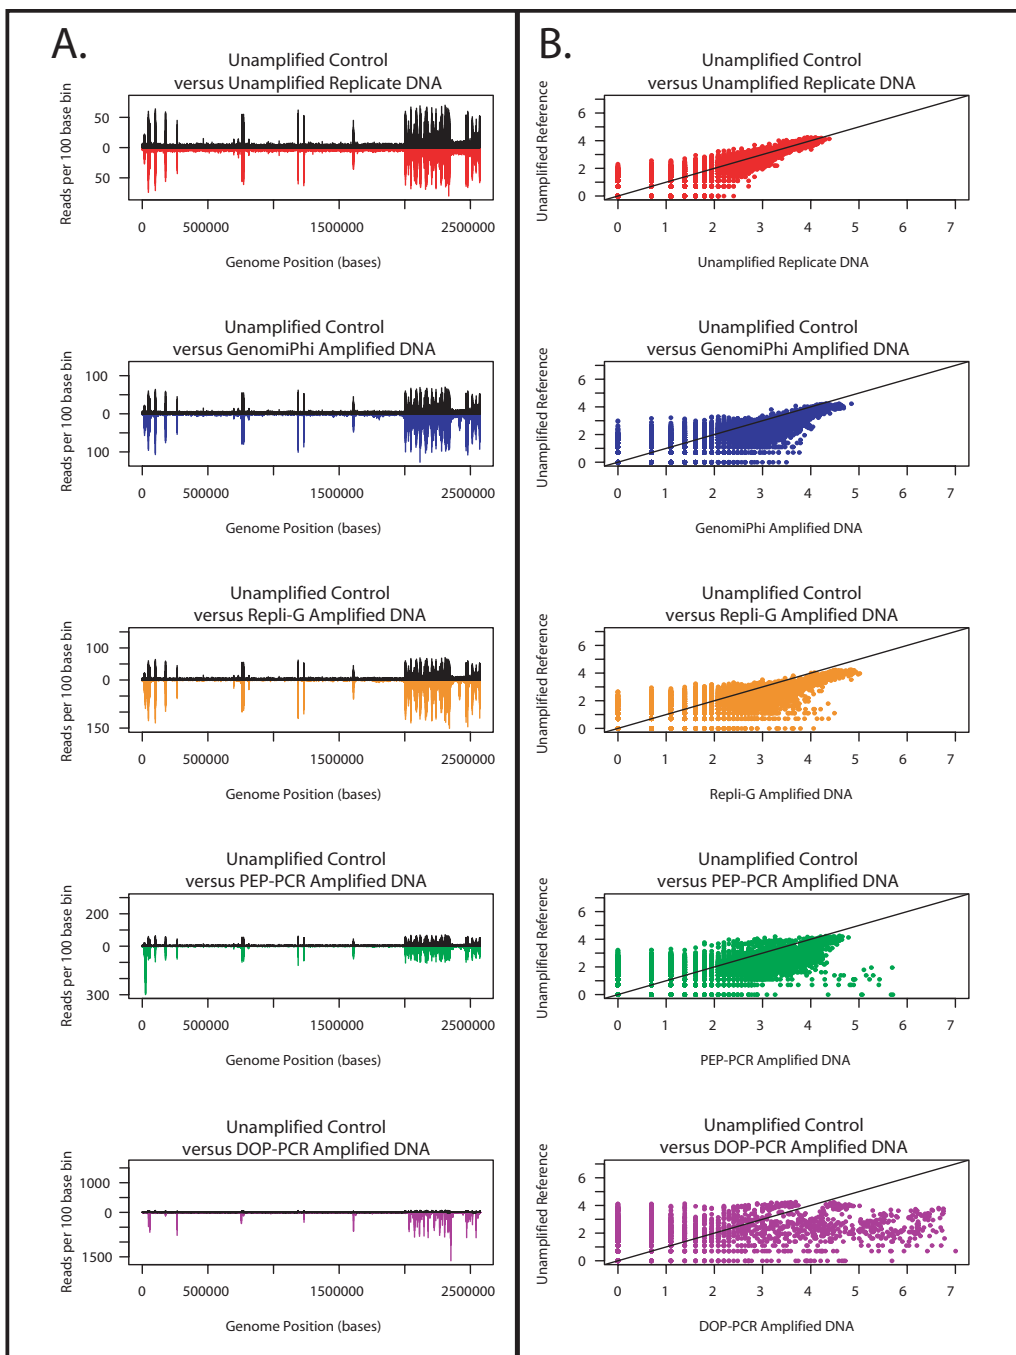 A.
Unamplified Control
versus Unamplified Replicate DNA
Reads per 100 base bin
50
0
50
0 500000 1500000 2500000
Genome Position (bases)
Unamplified Control
versus GenomiPhi Amplified DNA
Reads per 100 base bin
100
0
100
0 500000 1500000 2500000
Genome Position (bases)
Unamplified Control
versus Repli-G Amplified DNA
Reads per 100 base bin
100
0
150
0 500000 1500000 2500000
Genome Position (bases)
Unamplified Control
versus PEP-PCR Amplified DNA
Reads per 100 base bin
200
0
300
0 500000 1500000 2500000
Genome Position (bases)
Unamplified Control
versus DOP-PCR Amplified DNA
Reads per 100 base bin
1000
0
1500
0 500000 1500000 2500000
Genome Position (bases)
B.
Unamplified Control
versus Unamplified Replicate DNA
Unamplified Reference
6
4
2
0
0 1 2 3 4 5 6 7
Unamplified Replicate DNA
Unamplified Control
versus GenomiPhi Amplified DNA
Unamplified Reference
6
4
2
0
0 1 2 3 4 5 6 7
GenomiPhi Amplified DNA
Unamplified Control
versus Repli-G Amplified DNA
Unamplified Reference
6
4
2
0
0 1 2 3 4 5 6 7
Repli-G Amplified DNA
Unamplified Control
versus PEP-PCR Amplified DNA
Unamplified Reference
6
4
2
0
0 1 2 3 4 5 6 7
PEP-PCR Amplified DNA
Unamplified Control
versus DOP-PCR Amplified DNA
Unamplified Reference
6
4
2
0
0 1 2 3 4 5 6 7
DOP-PCR Amplified DNA